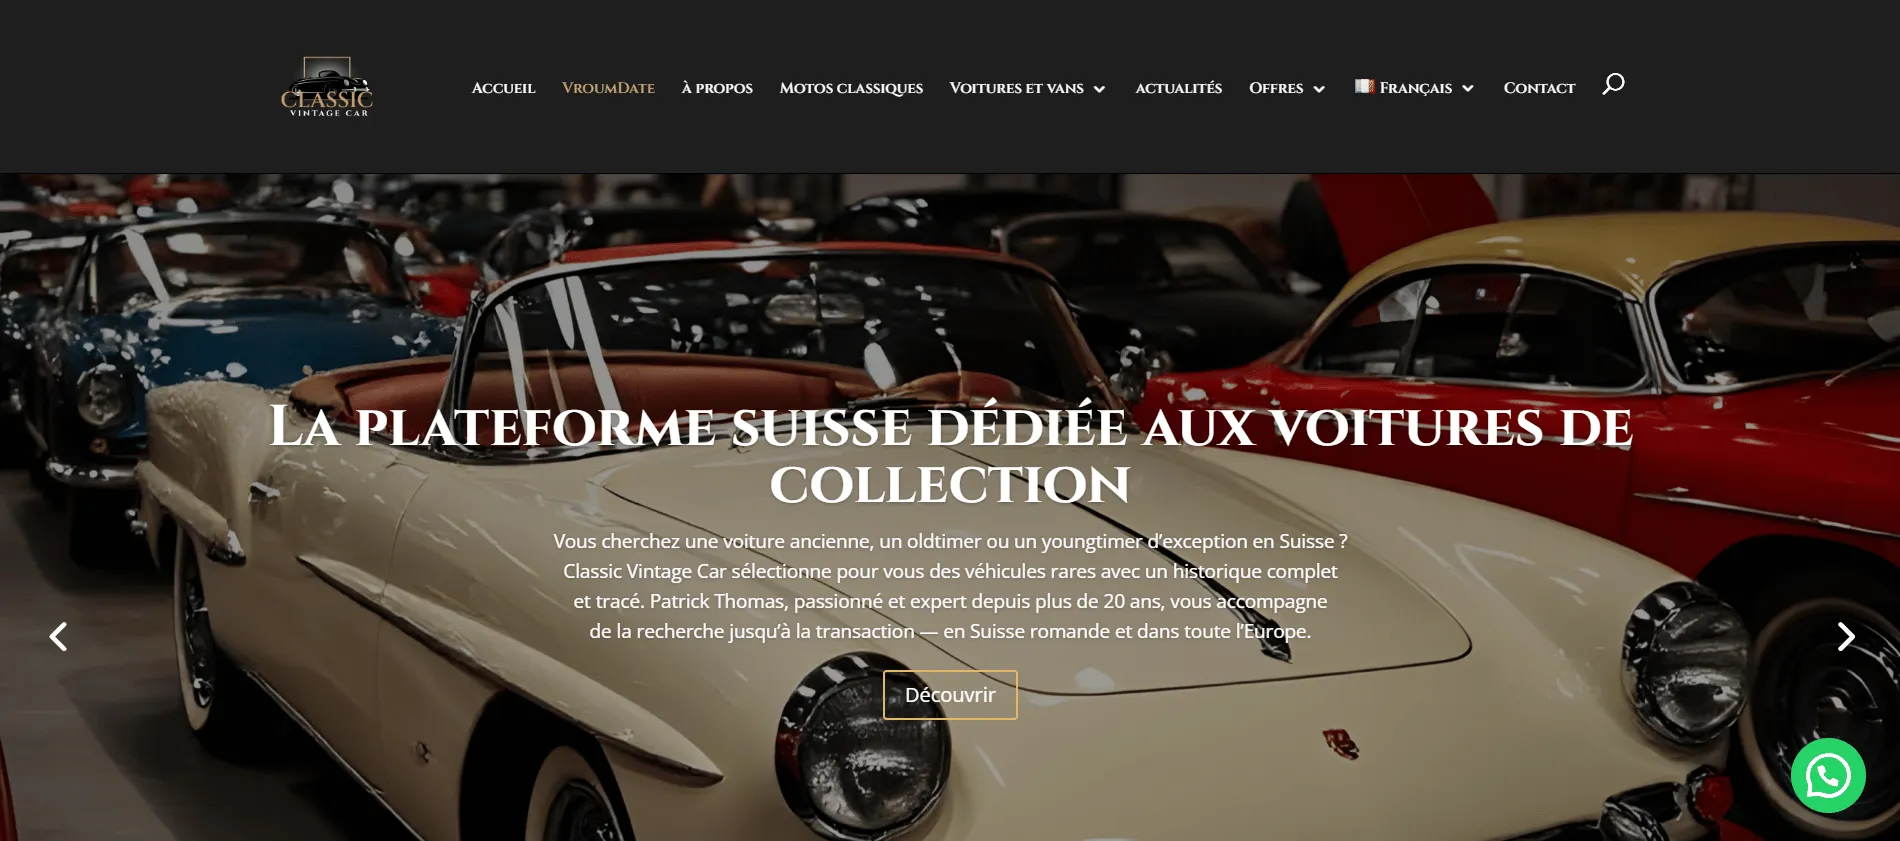 CLASSIC
VINTAGE CAR
Accueil VroumDate À propos Motos classiques Voitures et vans actualités Offres Français Contact
La plateforme suisse dédiée aux voitures de
collection
Vous cherchez une voiture ancienne, un oldtimer ou un youngtimer d’exception en Suisse ?
Classic Vintage Car sélectionne pour vous des véhicules rares avec un historique complet
et tracé. Patrick Thomas, passionné et expert depuis plus de 20 ans, vous accompagne
de la recherche jusqu’à la transaction — en Suisse romande et dans toute l’Europe.
Découvrir